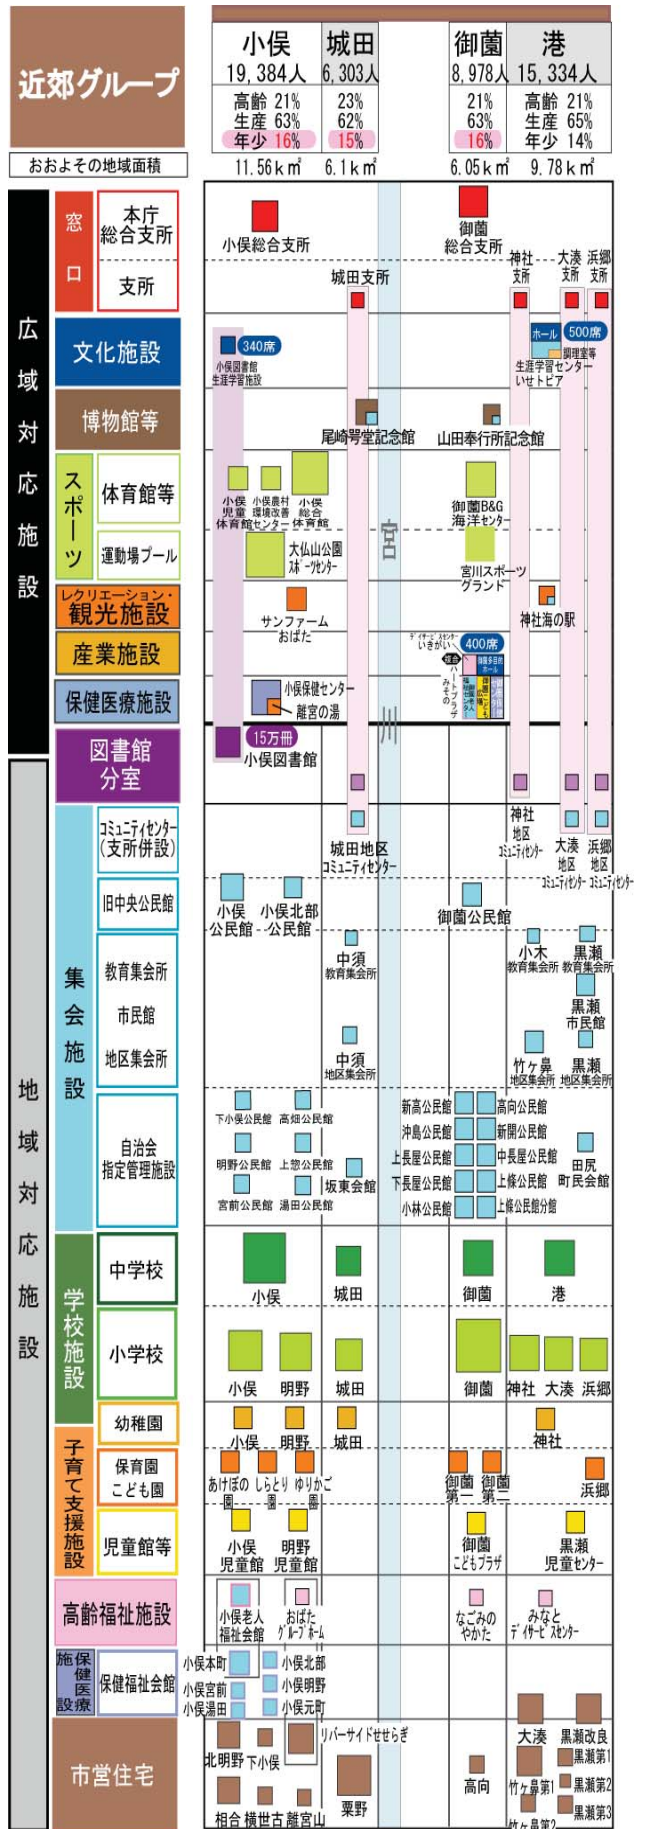 近郊グループ
小俣 城田 御薗 港
19,384人 6,303人 8,978人 15,334人
高齢 21% 23% 21% 高齢 21%
生産 63% 62% 63% 生産 65%
年少 16% 15% 16% 年少 14%
おおよその地域面積 11.56k㎡ 6.1k㎡ 6.05k㎡ 9.78k㎡
広域対応施設
窓口
本庁
総合支所
支所
小俣総合支所
御薗
総合支所
城田支所
神社
支所
大湊
支所
浜郷
支所
文化施設
340席
小俣図書館
生涯学習施設
ホール 500席
調理室等
生涯学習センター
いせトピア
博物館等
尾崎咢堂記念館
山田奉行所記念館
スポーツ
体育館等
小俣
児童
体育館
小俣農村
環境改善
センター
小俣
総合
体育館
御薗B&G
海洋センター
宮
川
運動場プール
大仏山公園
スポーツセンター
宮川スポーツ
グランド
レクリエーション・
観光施設
サンファーム
おばた
神社海の駅
産業施設
デイサービスセンター
いきがい
400席
複合
ハートプラザ
みその
御薗多目的
ホール
保健医療施設
小俣保健センター
離宮の湯
図書館
分室
15万冊
小俣図書館
地域対応施設
集会施設
コミュニティセンター
(支所併設)
城田地区
コミュニティセンター
神社
地区
コミュニティセンター
大湊
地区
コミュニティセンター
浜郷
地区
コミュニティセンター
旧中央公民館
小俣
公民館
小俣北部
公民館
御薗公民館
教育集会所
市民館
地区集会所
中須
教育集会所
小木
教育集会所
黒瀬
教育集会所
黒瀬
市民館
中須
地区集会所
竹ヶ鼻
地区集会所
黒瀬
地区集会所
自治会
指定管理施設
下小俣公民館 高畑公民館
明野公民館 上惣公民館
宮前公民館 湯田公民館
坂東会館
新高公民館 高向公民館
沖島公民館 新開公民館
上長屋公民館 中長屋公民館
下長屋公民館 上條公民館
小林公民館 上條公民館分館
田尻
町民会館
学校施設
中学校
小俣 城田 御薗 港
小学校
小俣 明野 城田 御薗 神社 大湊 浜郷
幼稚園
小俣 明野 城田 神社
子育て支援施設
保育園
こども園
あけぼの
園
しらとり
園
ゆりかご
園
御薗
第一
御薗
第二
浜郷
児童館等
小俣
児童館
明野
児童館
御薗
こどもプラザ
黒瀬
児童センター
高齢福祉施設
小俣老人
福祉会館
おばた
グループホーム
なごみの
やかた
みなと
デイサービスセンター
保健医療施設
保健福祉会館
小俣本町 小俣北部
小俣宮前 小俣明野
小俣湯田 小俣元町
市営住宅
北明野 下小俣 リバーサイドせせらぎ
相合 横世古 離宮山 粟野
高向
大湊 黒瀬改良
竹ヶ鼻第1 黒瀬第1
黒瀬第2
竹ヶ鼻第2 黒瀬第3